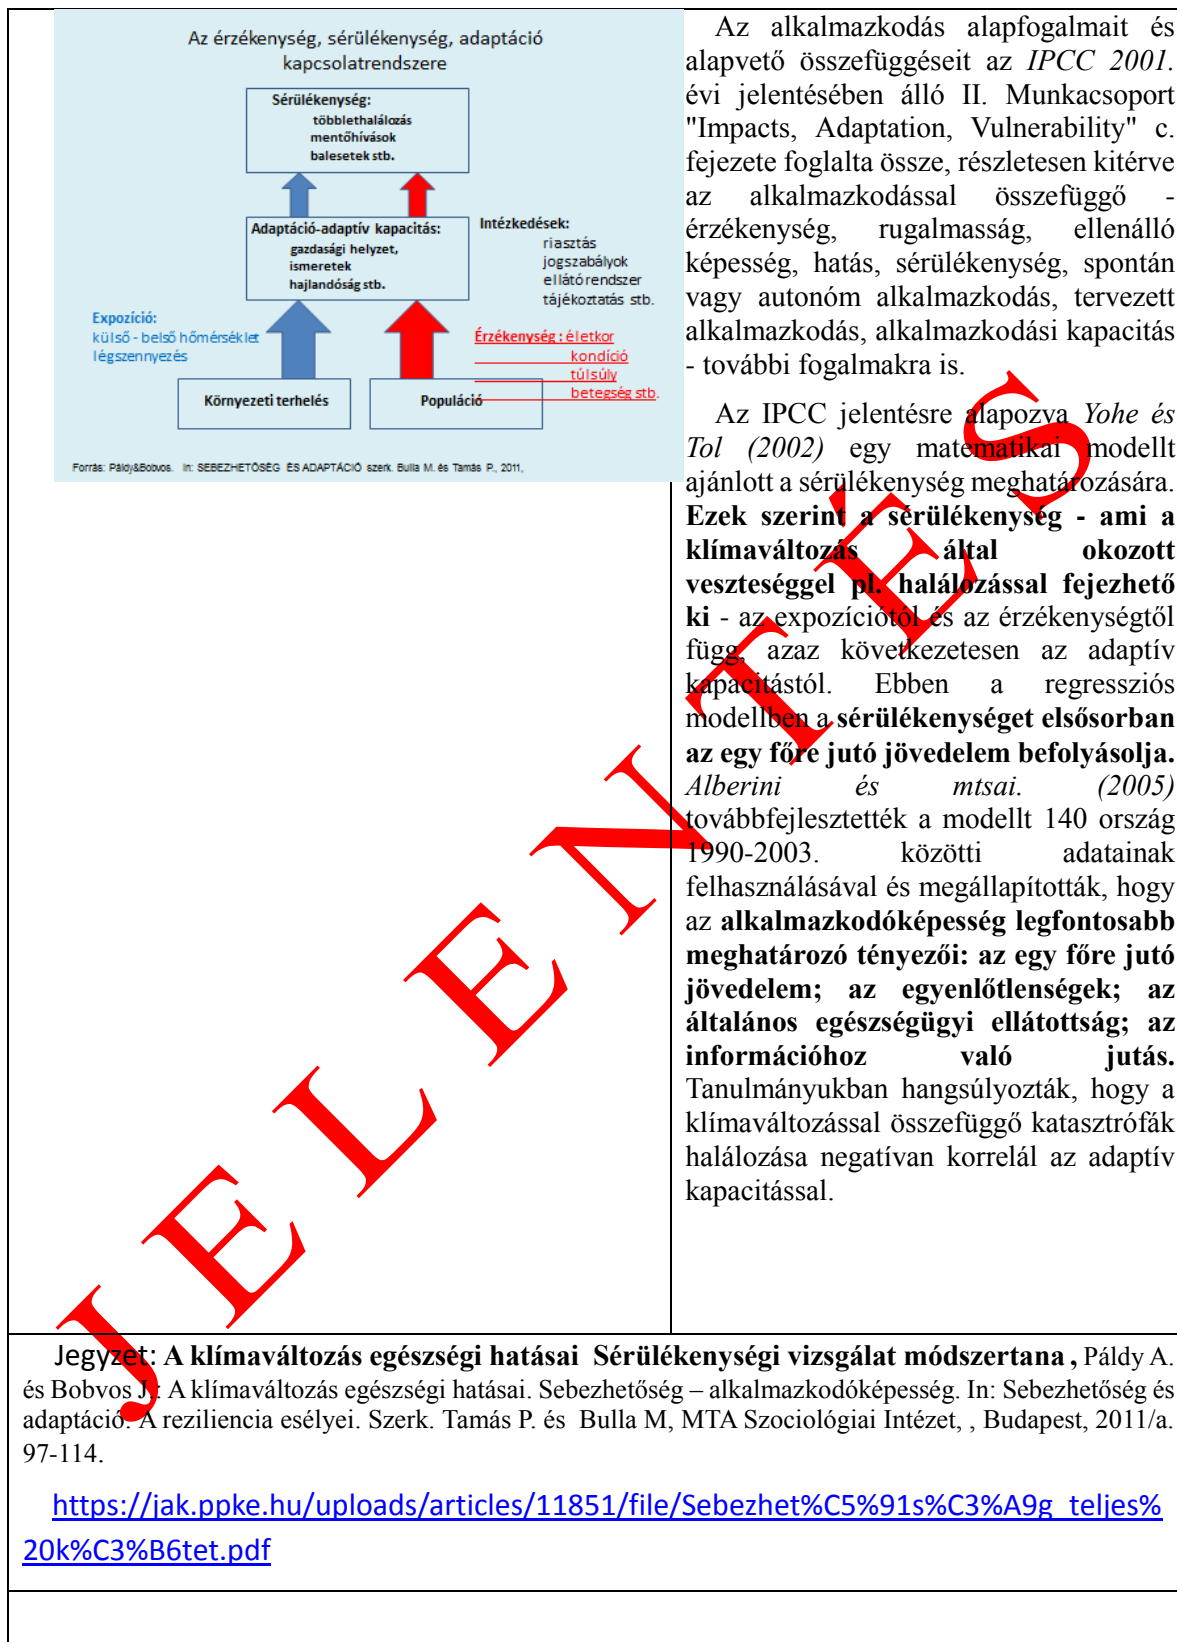 Az érzékenység, sérülékenység, adaptáció
kapcsolatrendszere
Sérülékenység:
többlethalálozás
mentőhívások
balesetek stb.
Adaptáció-adaptív kapacitás:
gazdasági helyzet,
ismeretek
hajlandóság stb.
Intézkedések:
riasztás
jogszabályok
ellátórendszer
tájékoztatás stb.
Expozíció:
külső - belső hőmérséklet
légszennyezés
Érzékenység : életkor
kondíció
túlsúly
betegség stb.
Környezeti terhelés
Populáció
Forrás: Páldy&Bobvos. In: SEBEZHETŐSÉG ÉS ADAPTÁCIÓ szerk. Bulla M. és Tamás P., 2011,
Az alkalmazkodás alapfogalmait és
alapvető összefüggéseit az IPCC 2001.
évi jelentésében álló II. Munkacsoport
"Impacts, Adaptation, Vulnerability" c.
fejezete foglalta össze, részletesen kitérve
az alkalmazkodással összefüggő -
érzékenység, rugalmasság, ellenálló
képesség, hatás, sérülékenység, spontán
vagy autonóm alkalmazkodás, tervezett
alkalmazkodás, alkalmazkodási kapacitás
- további fogalmakra is.
Az IPCC jelentésre alapozva Yohe és
Tol (2002) egy matematikai modellt
ajánlott a sérülékenység meghatározására.
Ezek szerint a sérülékenység - ami a
klímaváltozás által okozott
veszteséggel pl. halálozással fejezhető
ki - az expozíciótól és az érzékenységtől
függ, azaz következetesen az adaptív
kapacitástól. Ebben a regressziós
modellben a sérülékenységet elsősorban
az egy főre jutó jövedelem befolyásolja.
Alberini és mtsai. (2005)
továbbfejlesztették a modellt 140 ország
1990-2003. közötti adatainak
felhasználásával és megállapították, hogy
az alkalmazkodóképesség legfontosabb
meghatározó tényezői: az egy főre jutó
jövedelem; az egyenlőtlenségek; az
általános egészségügyi ellátottság; az
információhoz való jutás.
Tanulmányukban hangsúlyozták, hogy a
klímaváltozással összefüggő katasztrófák
halálozása negatívan korrelál az adaptív
kapacitással.
JELENTÉS
Jegyzet: A klímaváltozás egészségi hatásai Sérülékenységi vizsgálat módszertana , Páldy A.
és Bobvos J.: A klímaváltozás egészségi hatásai. Sebezhetőség – alkalmazkodóképesség. In: Sebezhetőség és
adaptáció. A reziliencia esélyei. Szerk. Tamás P. és Bulla M, MTA Szociológiai Intézet, , Budapest, 2011/a.
97-114.
https://jak.ppke.hu/uploads/articles/11851/file/Sebezhet%C5%91s%C3%A9g_teljes%
20k%C3%B6tet.pdf